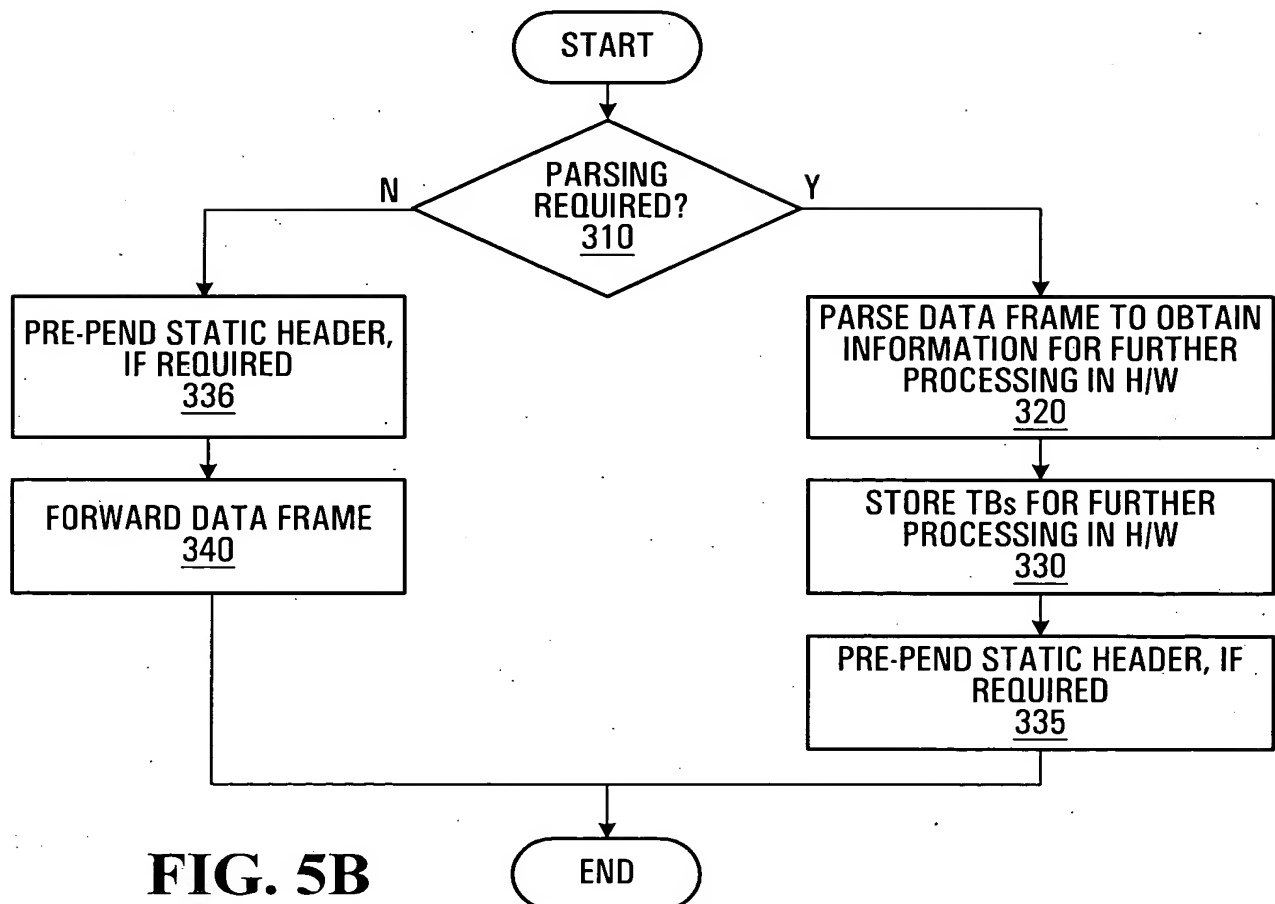 START
PARSING
REQUIRED?
310
N
Y
PRE-PEND STATIC HEADER,
IF REQUIRED
336
FORWARD DATA FRAME
340
PARSE DATA FRAME TO OBTAIN
INFORMATION FOR FURTHER
PROCESSING IN H/W
320
STORE TBs FOR FURTHER
PROCESSING IN H/W
330
PRE-PEND STATIC HEADER, IF
REQUIRED
335
END
FIG. 5B